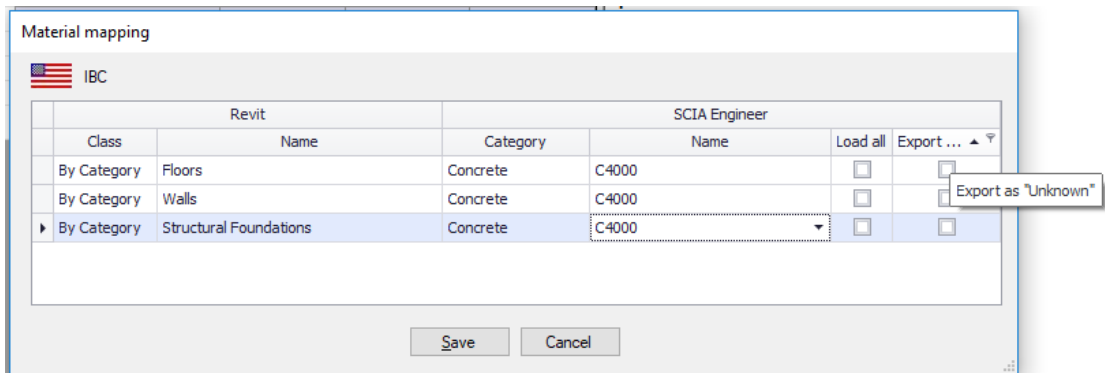 Material mapping
IBC
Revit SCIA Engineer
Class Name Category Name Load all Export ...
By Category Floors Concrete C4000
Export as "Unknown"
By Category Walls Concrete C4000
By Category Structural Foundations Concrete C4000
Save Cancel